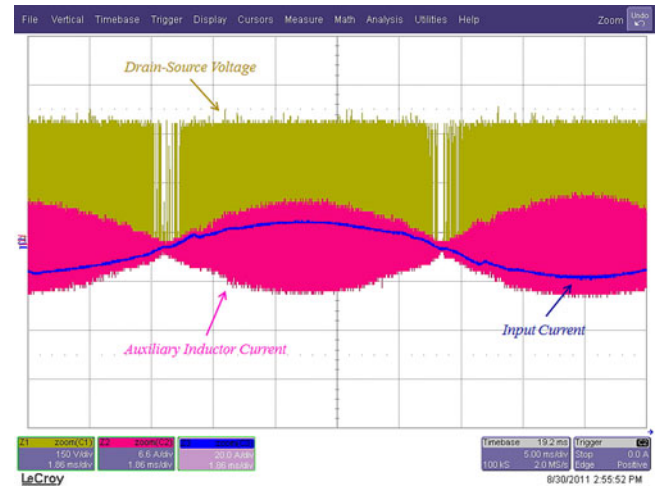 File Vertical Timebase Trigger Display Cursors Measure Math Analysis Utilities Help Zoom Undo
Drain-Source Voltage
Input Current
Auxiliary Inductor Current
Z1 zoom(C1) Z2 zoom(C2) Timebase 19.2 ms Trigger C2
150 V/div 6.6 A/div 20.0 A/div 5.00 ms/div Stop 0.0 A
1.86 ms/div 1.86 ms/div 1.86 ms/div 100 kS 2.0 MS/s Edge Positive
LeCroy 8/30/2011 2:55:52 PM